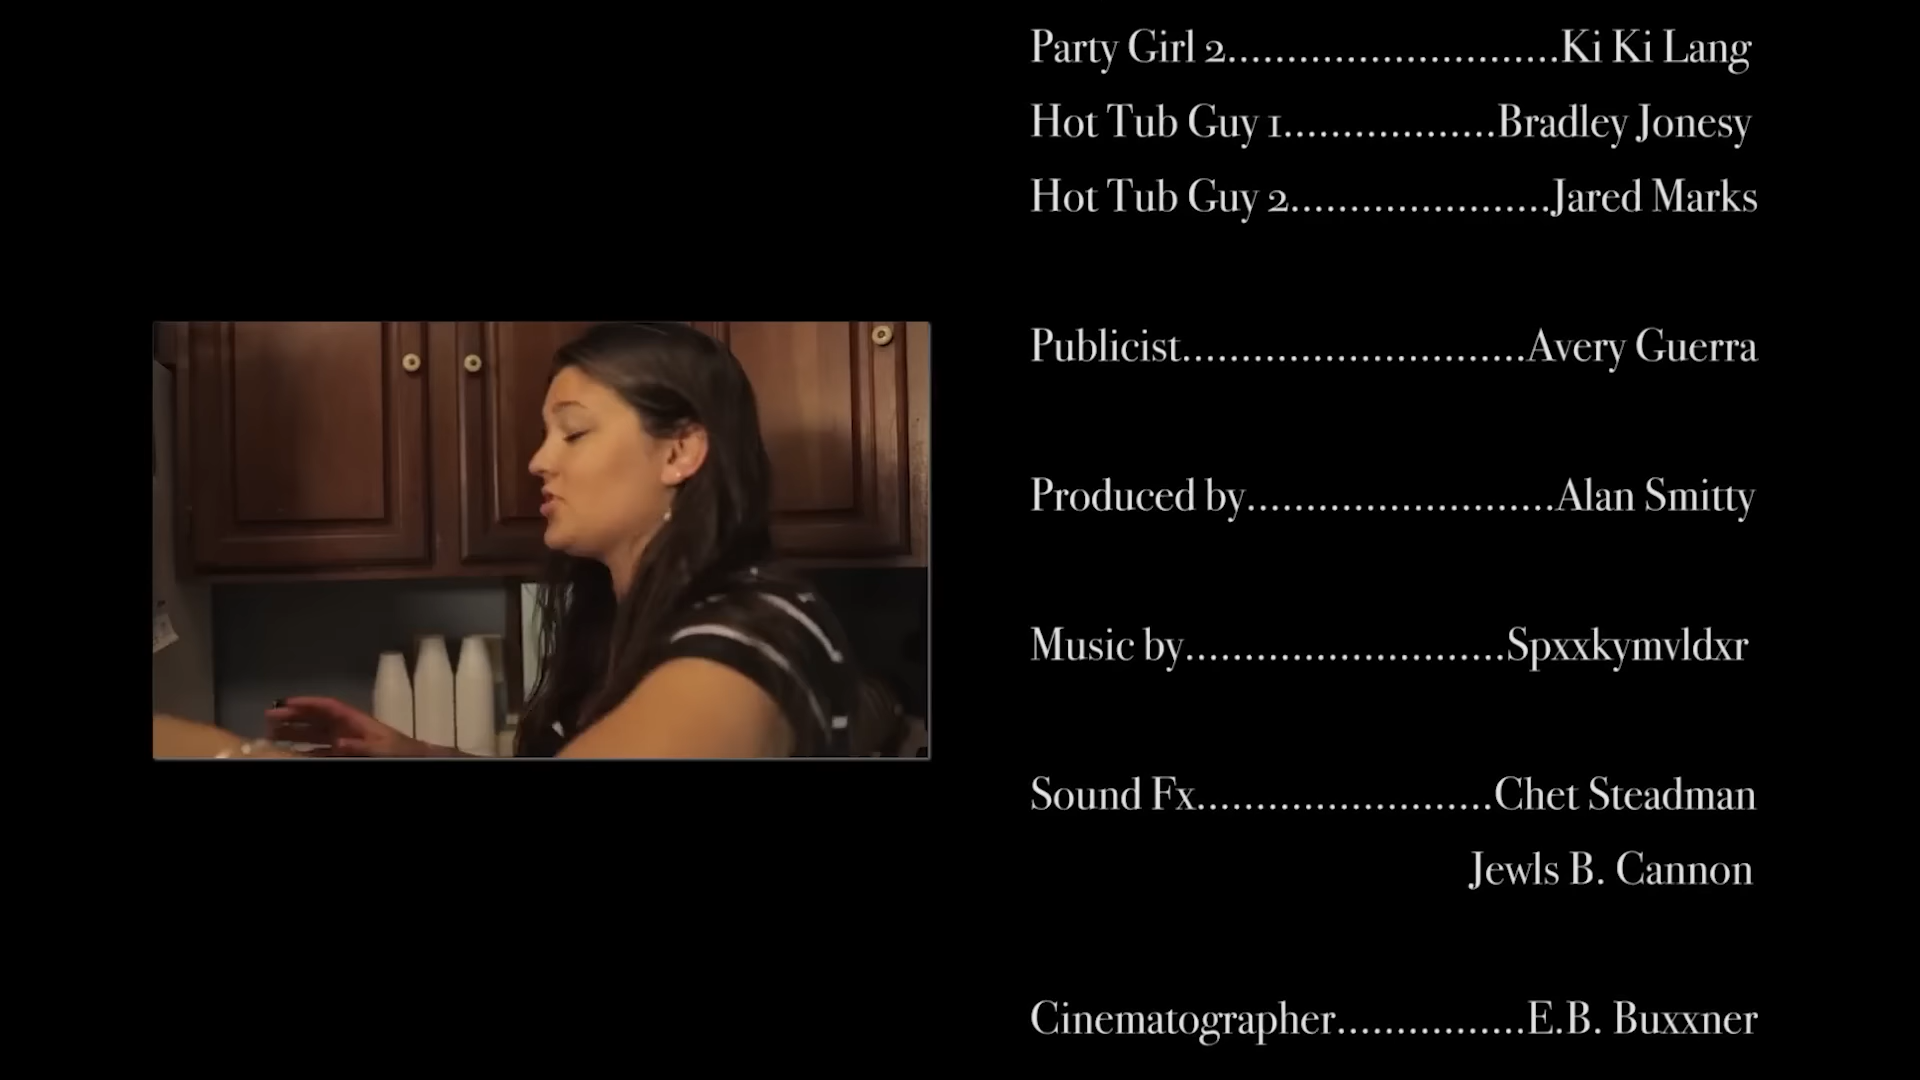 Party Girl 2............................Ki Ki Lang
Hot Tub Guy 1..................Bradley Jonesy
Hot Tub Guy 2......................Jared Marks
Publicist.............................Avery Guerra
Produced by..........................Alan Smitty
Music by...........................Spxxkymvldxr
Sound Fx.........................Chet Steadman
Jewls B. Cannon
Cinematographer................E.B. Buxxner